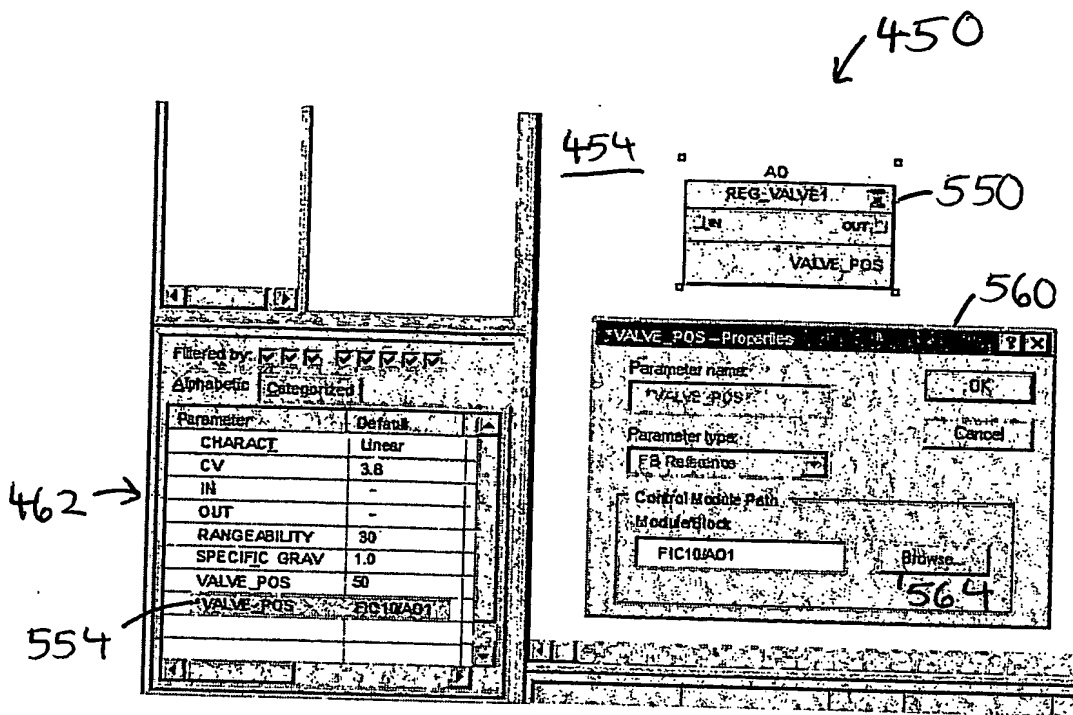 450
454
AO
REG_VALVE1..
550
IN
OUT
VALVE_POS
560
*VALVE_POS - Properties
Parameter name:
*VALVE_POS*
OK
Parameter type:
Cancel
FB Reference
Control Module Path
Module/Block
FIC10/AO1
Browse...
564
Filtered by:
Alphabetic
Categorized
Parameter
Default
CHARACT
Linear
CV
3.8
IN
-
OUT
-
RANGEABILITY
30
SPECIFIC GRAV
1.0
VALVE_POS
50
*VALVE_POS
FIC10/AO1
462
554